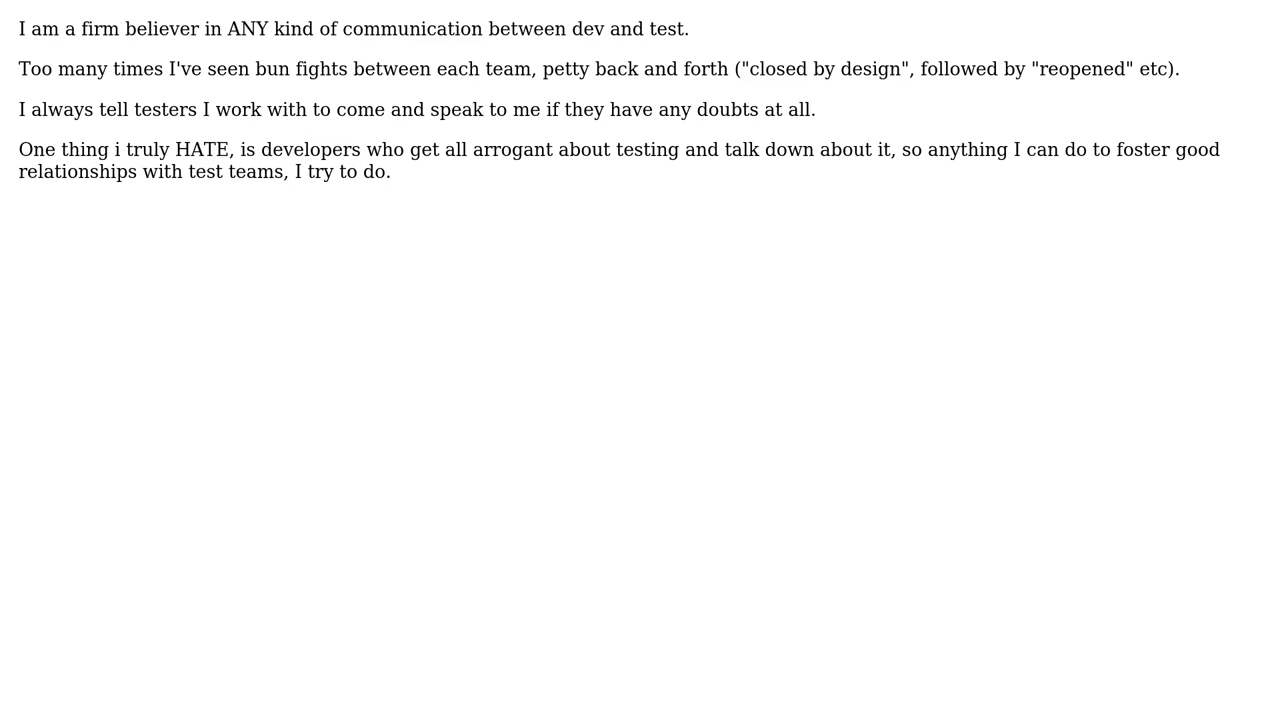 I am a firm believer in ANY kind of communication between dev and test.
Too many times I've seen bun fights between each team, petty back and forth ("closed by design", followed by "reopened" etc).
I always tell testers I work with to come and speak to me if they have any doubts at all.
One thing i truly HATE, is developers who get all arrogant about testing and talk down about it, so anything I can do to foster good
relationships with test teams, I try to do.